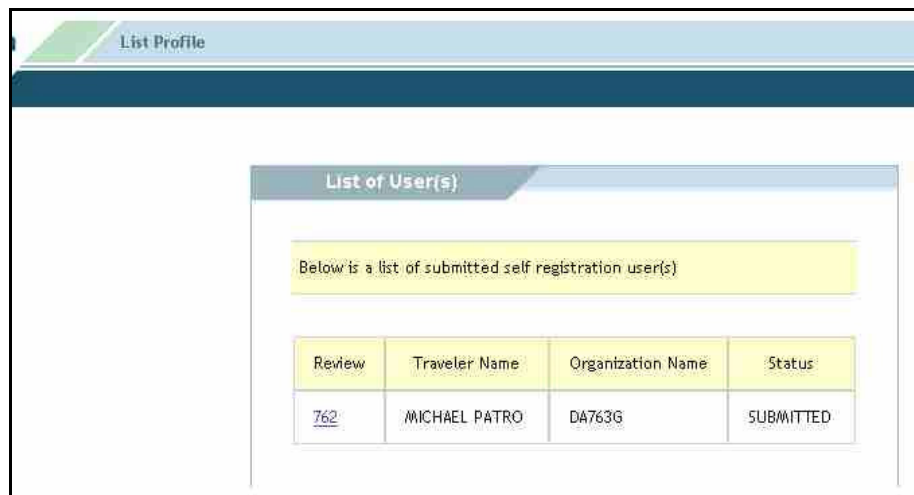 List Profile
List of User(s)
Below is a list of submitted self registration user(s)
Review Traveler Name Organization Name Status
762 MICHAEL PATRO DA763G SUBMITTED